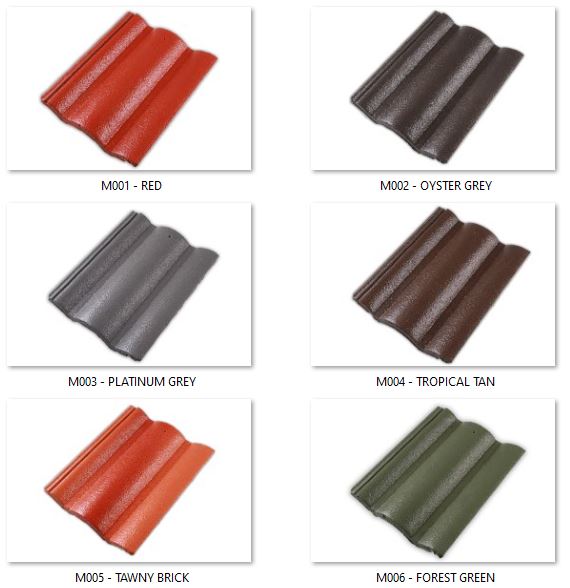 M001 - RED
M002 - OYSTER GREY
M003 - PLATINUM GREY
M004 - TROPICAL TAN
M005 - TAWNY BRICK
M006 - FOREST GREEN